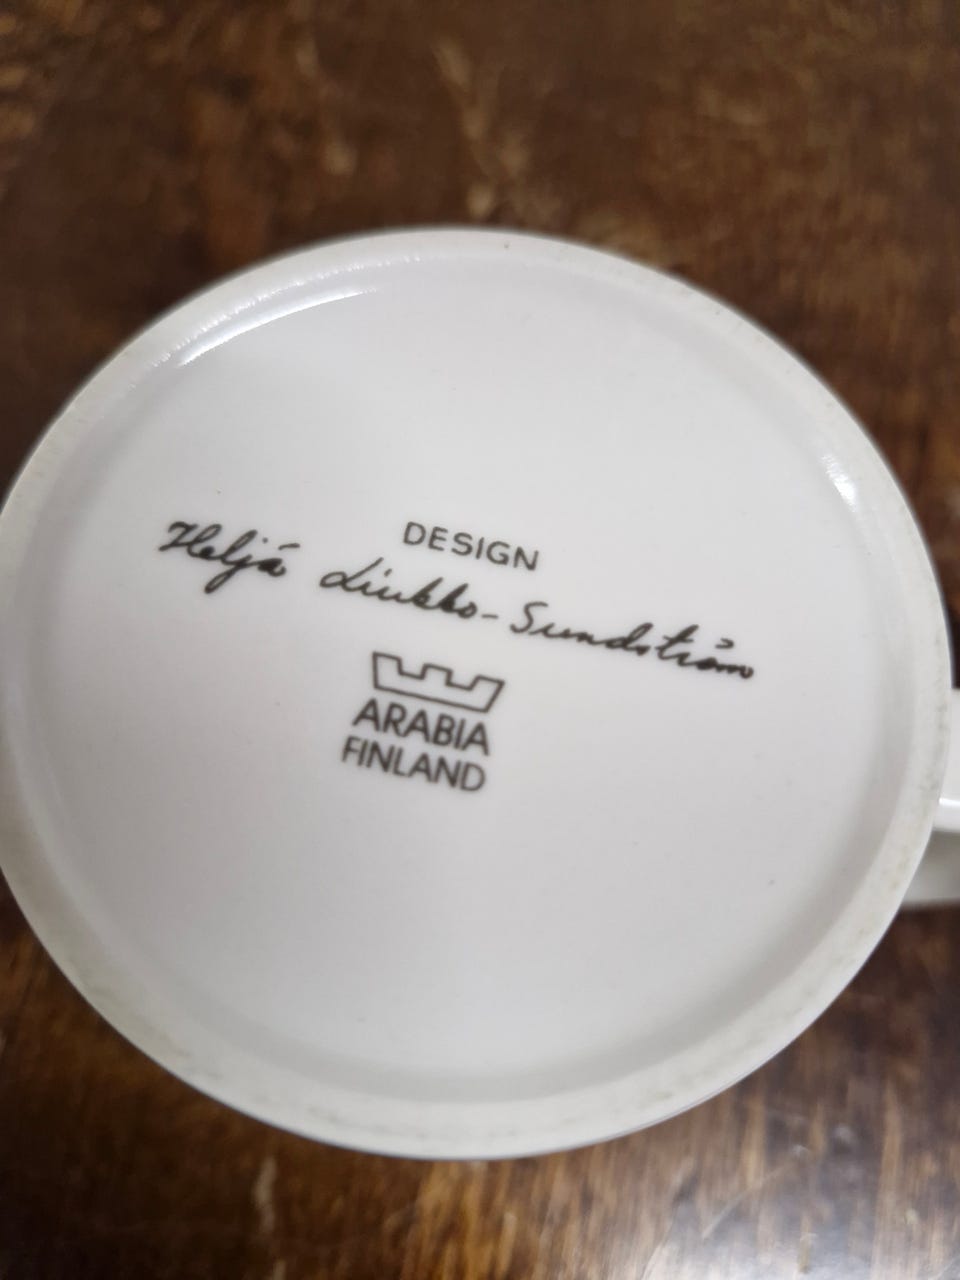 DESIGN
Heljä Liukko-Sundström
ARABIA
FINLAND